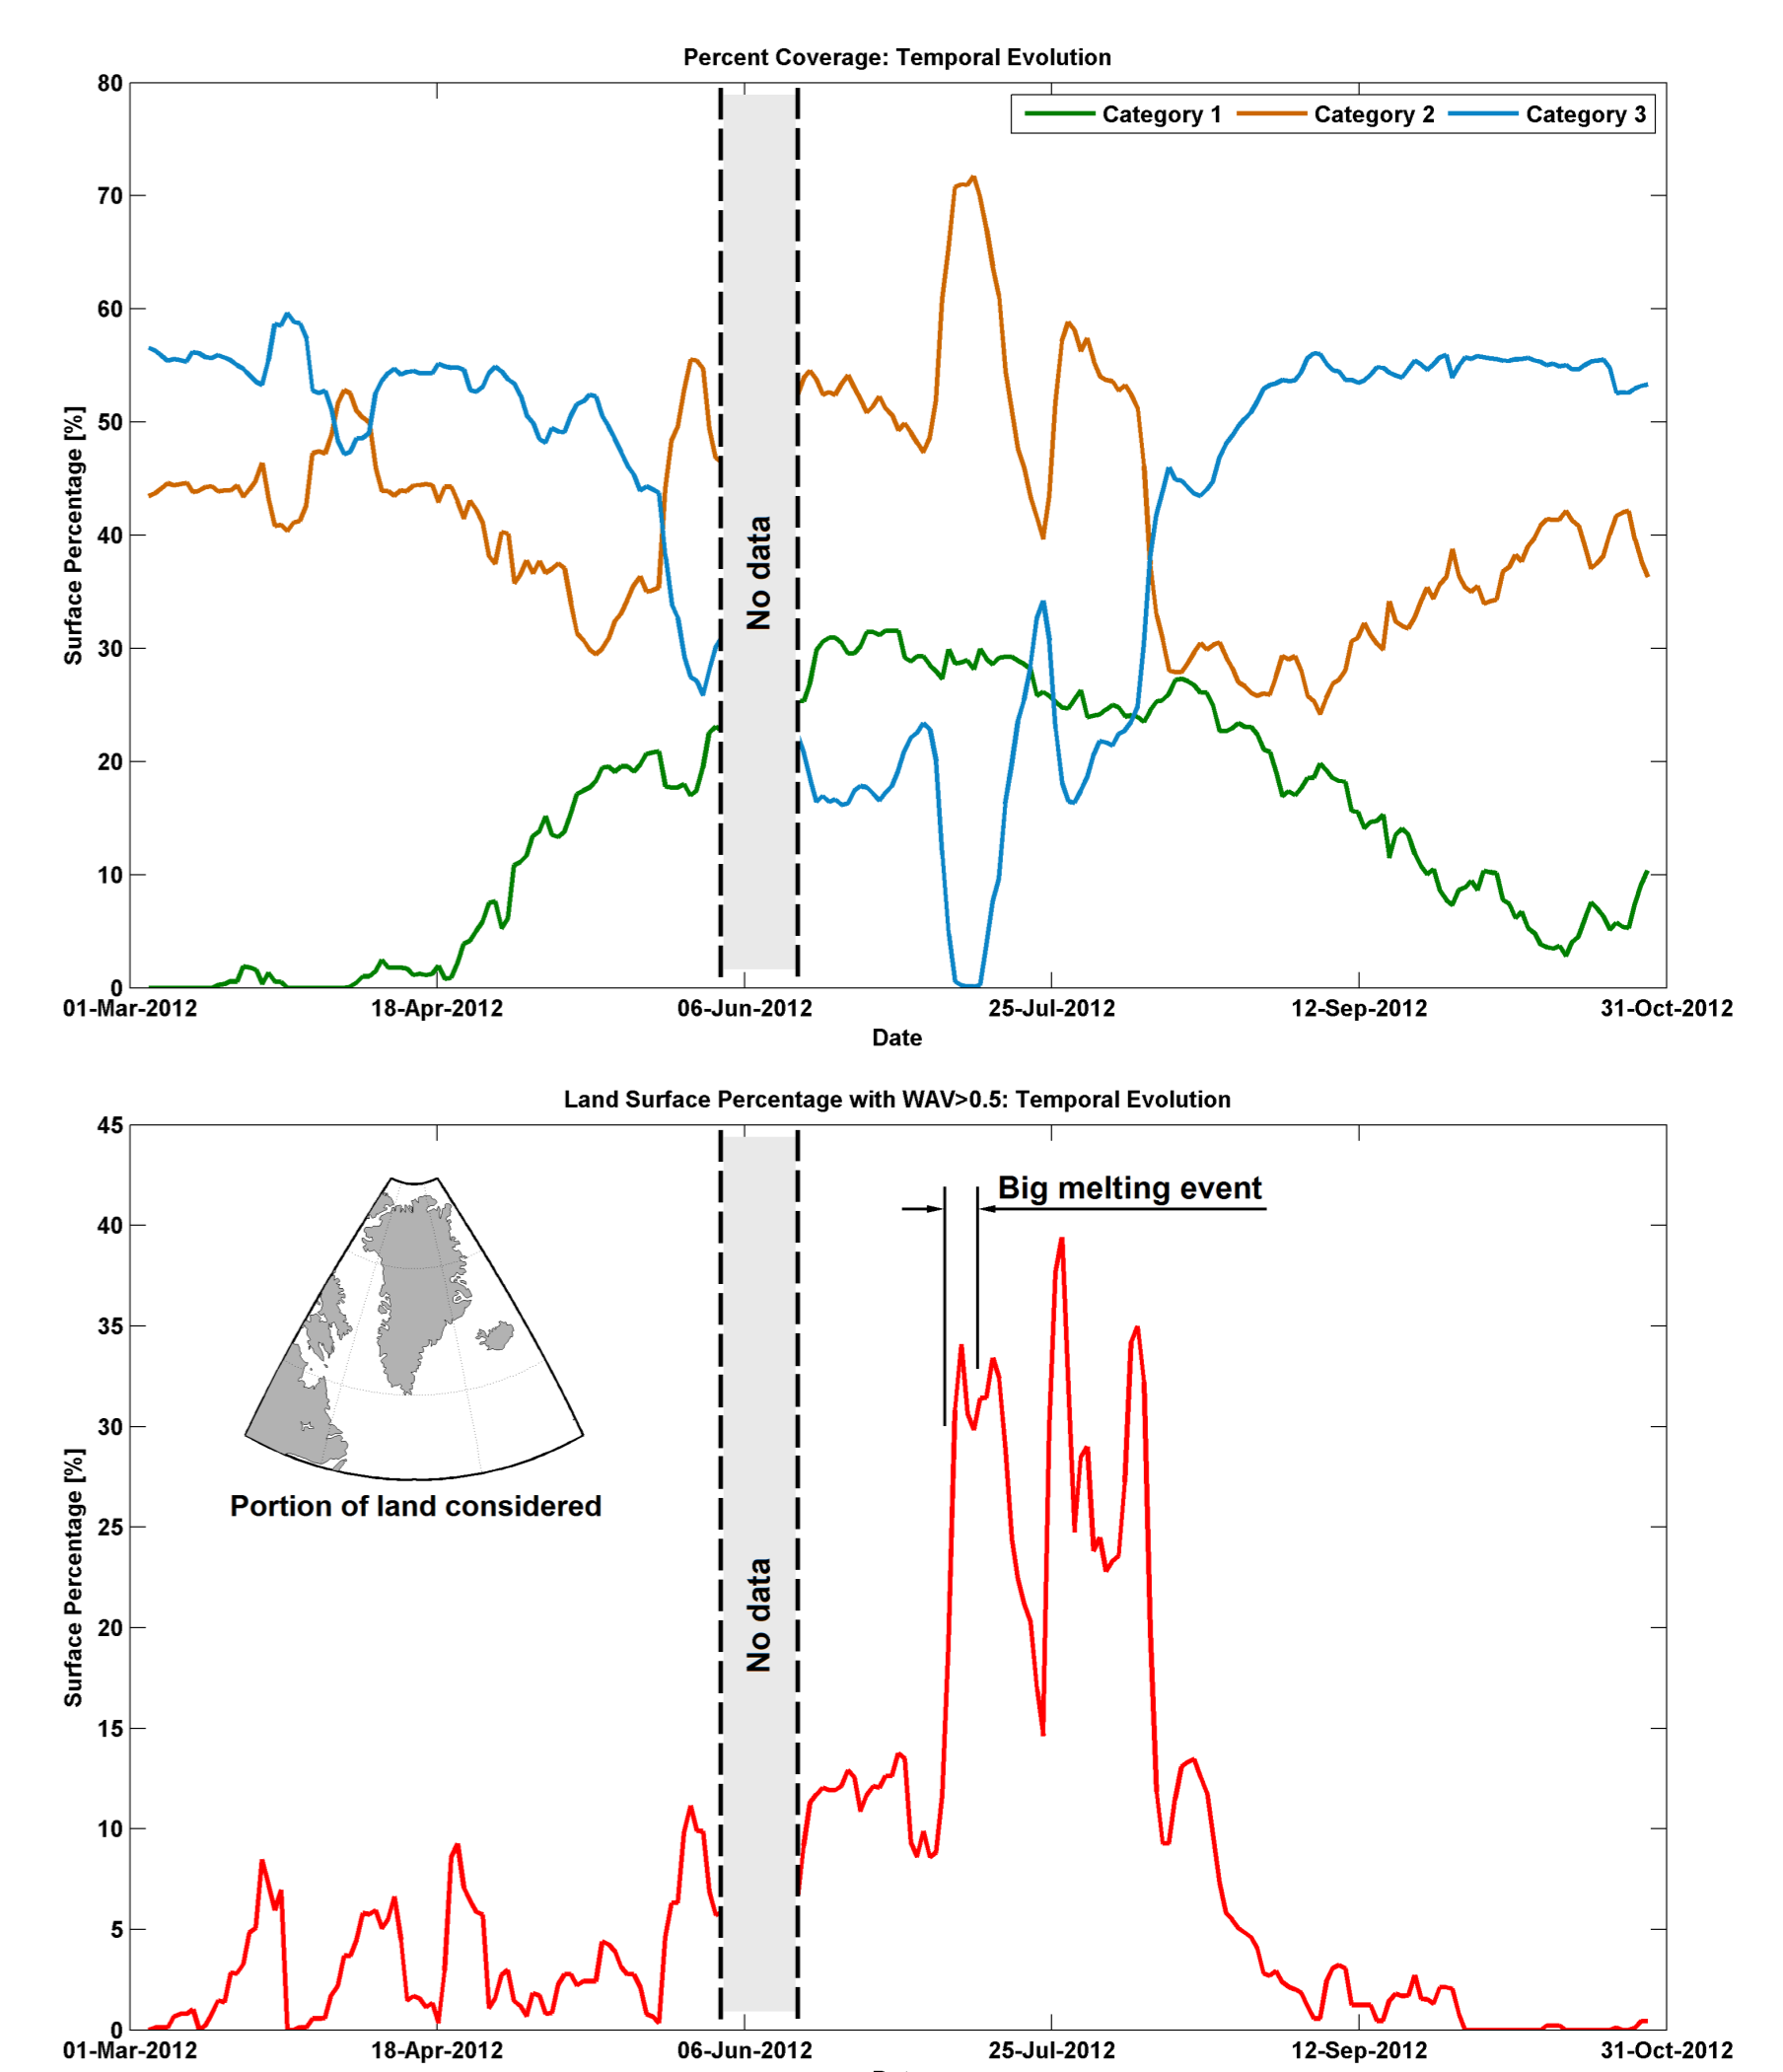 Percent Coverage: Temporal Evolution
80
70
60
50
40
30
20
10
0
Surface Percentage [%]
Category 1 Category 2 Category 3
No data
01-Mar-2012 18-Apr-2012 06-Jun-2012 25-Jul-2012 12-Sep-2012 31-Oct-2012
Date
Land Surface Percentage with WAV>0.5: Temporal Evolution
45
40
35
30
25
20
15
10
5
0
Surface Percentage [%]
Big melting event
Portion of land considered
No data
01-Mar-2012 18-Apr-2012 06-Jun-2012 25-Jul-2012 12-Sep-2012 31-Oct-2012